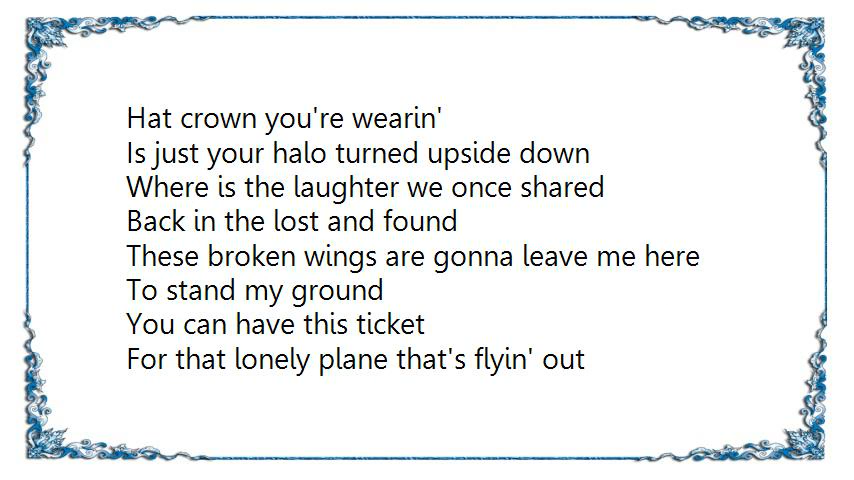 Hat crown you're wearin'
Is just your halo turned upside down
Where is the laughter we once shared
Back in the lost and found
These broken wings are gonna leave me here
To stand my ground
You can have this ticket
For that lonely plane that's flyin' out